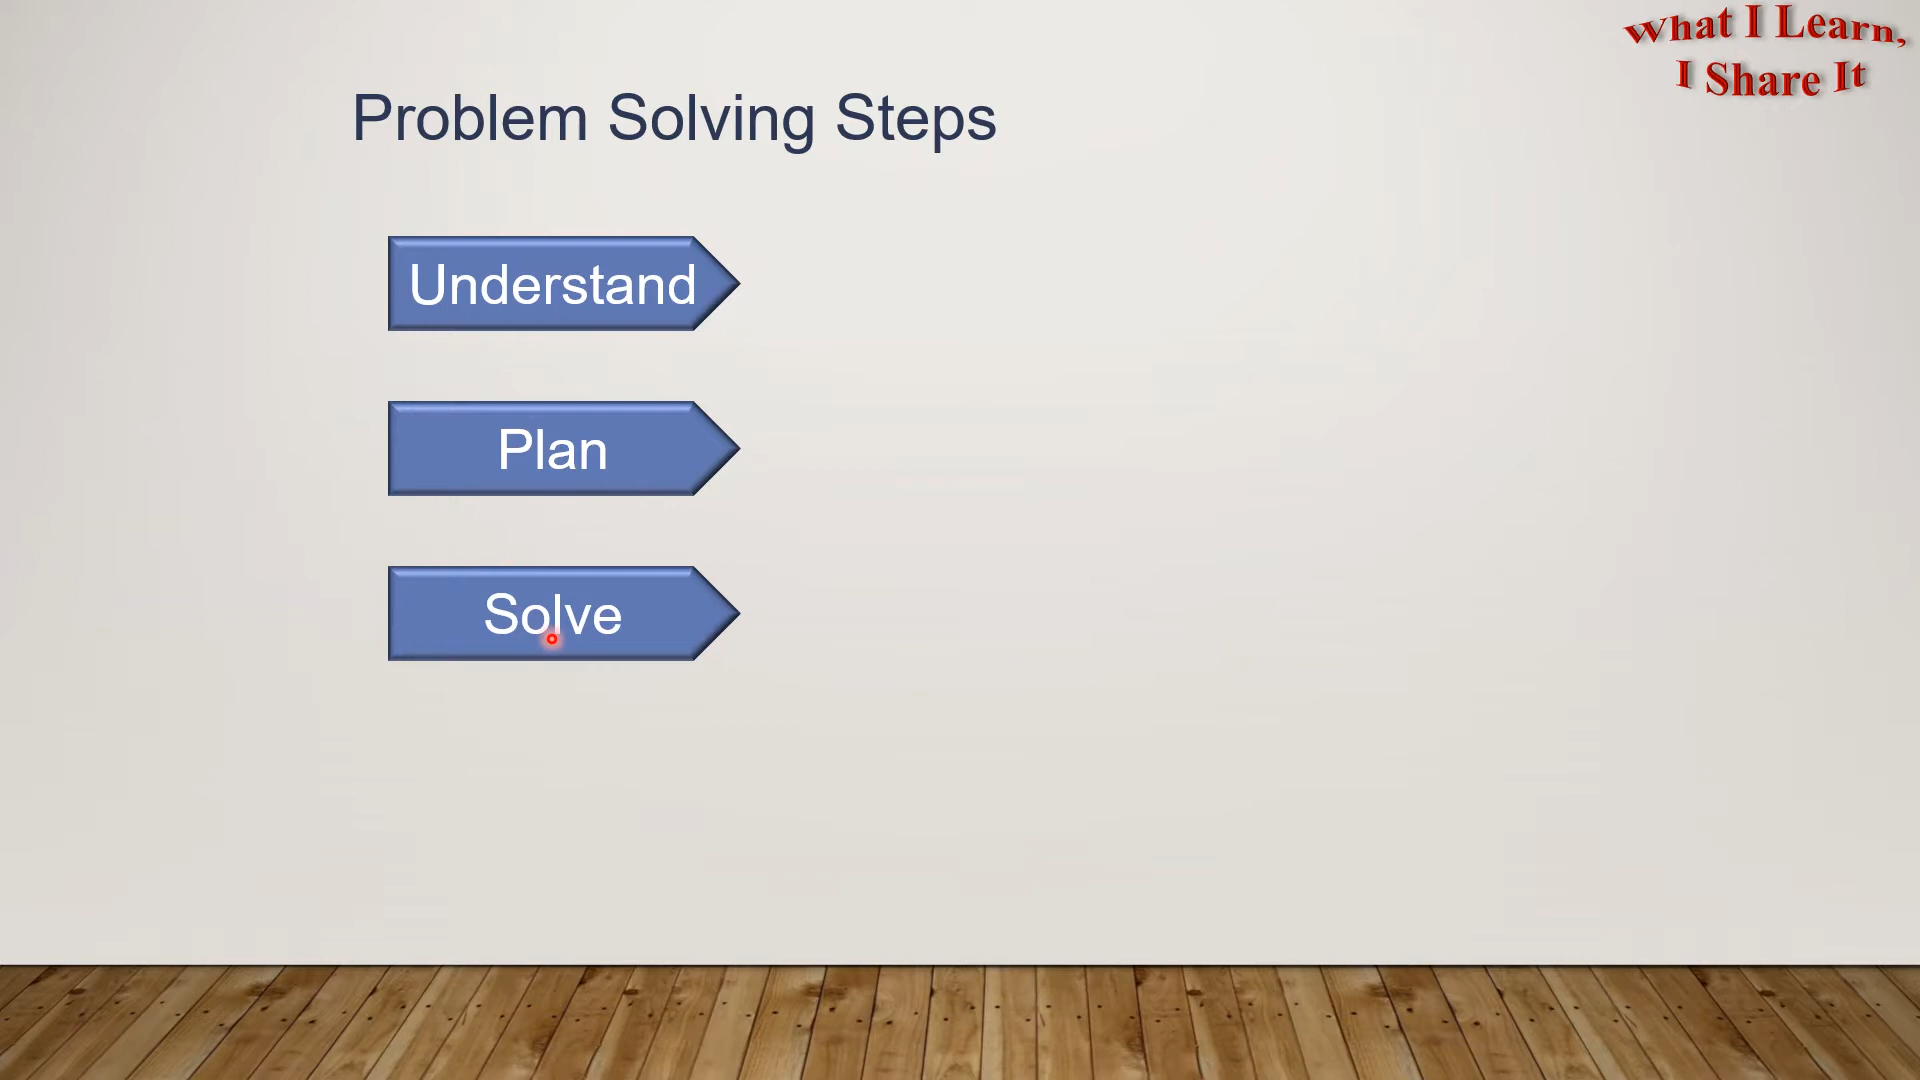 What I Learn,
I Share It
Problem Solving Steps
Understand
Plan
Solve